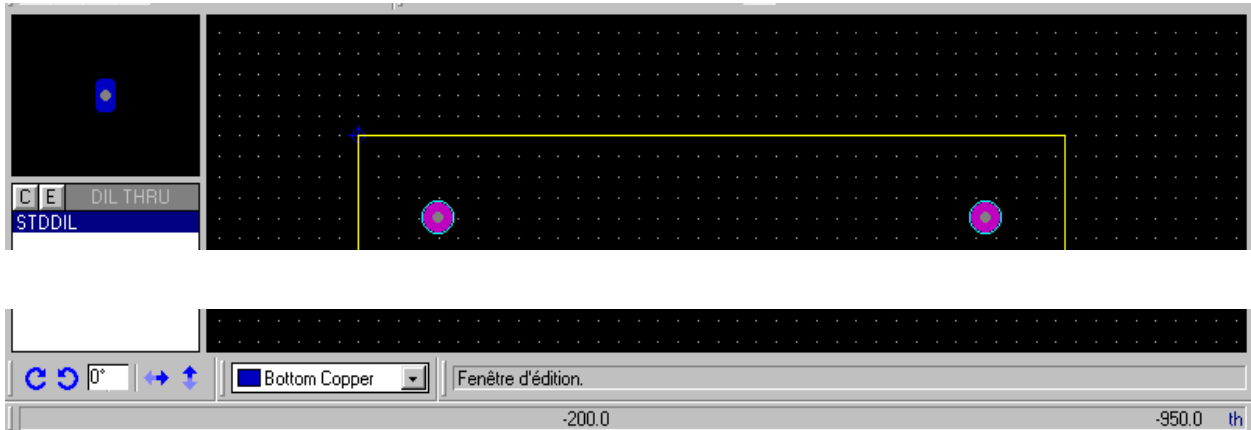 C E DIL THRU
STDDIL
0° Bottom Copper Fenêtre d'édition.
-200.0 -950.0 th